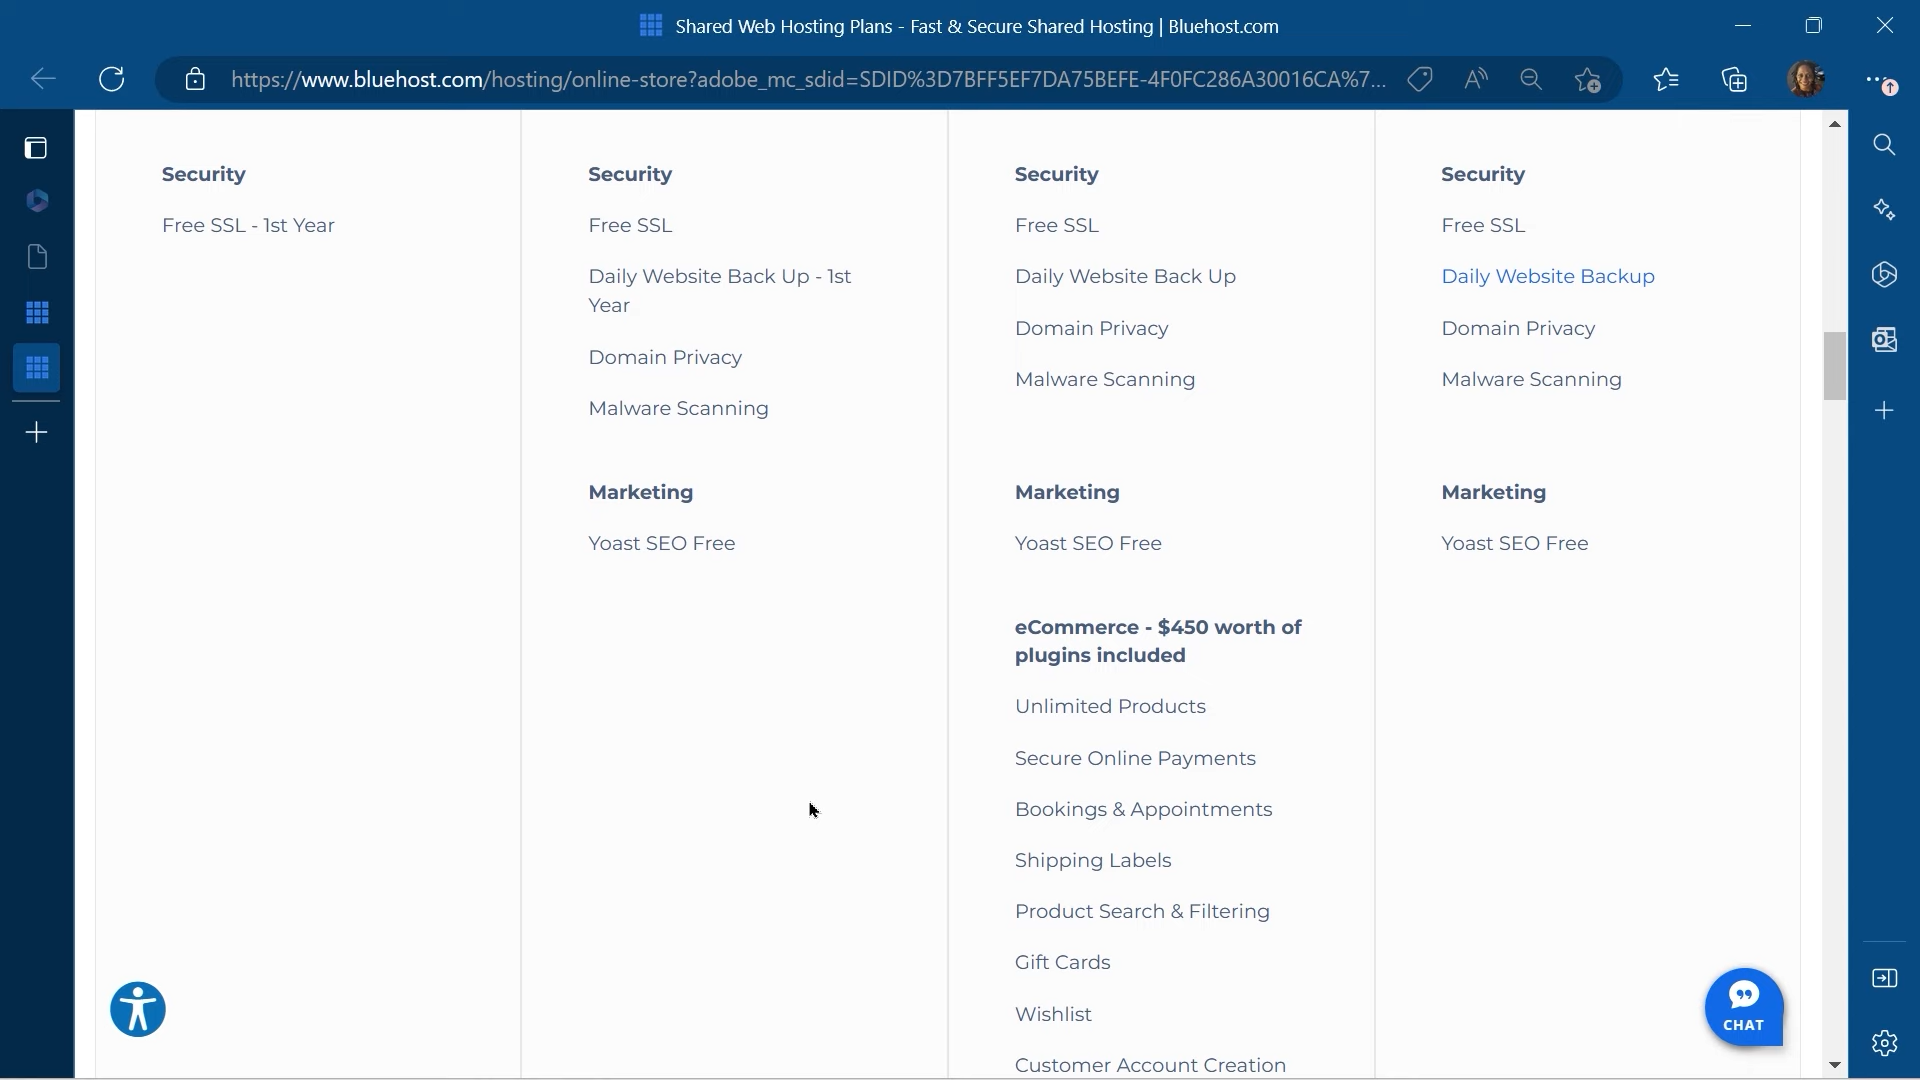 Shared Web Hosting Plans - Fast & Secure Shared Hosting | Bluehost.com
https://www.bluehost.com/hosting/online-store?adobe_mc_sdid=SDID%3D7BFF5EF7DA75BEFE-4F0FC286A30016CA%7...
Security
Free SSL - 1st Year
Security
Free SSL
Daily Website Back Up - 1st
Year
Domain Privacy
Malware Scanning
Marketing
Yoast SEO Free
Security
Free SSL
Daily Website Back Up
Domain Privacy
Malware Scanning
Marketing
Yoast SEO Free
eCommerce - $450 worth of
plugins included
Unlimited Products
Secure Online Payments
Bookings & Appointments
Shipping Labels
Product Search & Filtering
Gift Cards
Wishlist
Customer Account Creation
Security
Free SSL
Daily Website Backup
Domain Privacy
Malware Scanning
Marketing
Yoast SEO Free
CHAT